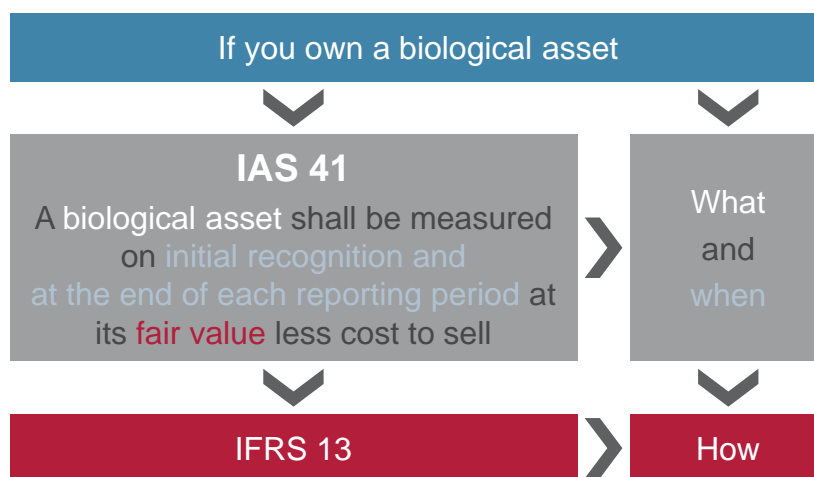 If you own a biological asset
IAS 41
A biological asset shall be measured
on initial recognition and
at the end of each reporting period at
its fair value less cost to sell
What
and
when
IFRS 13
How